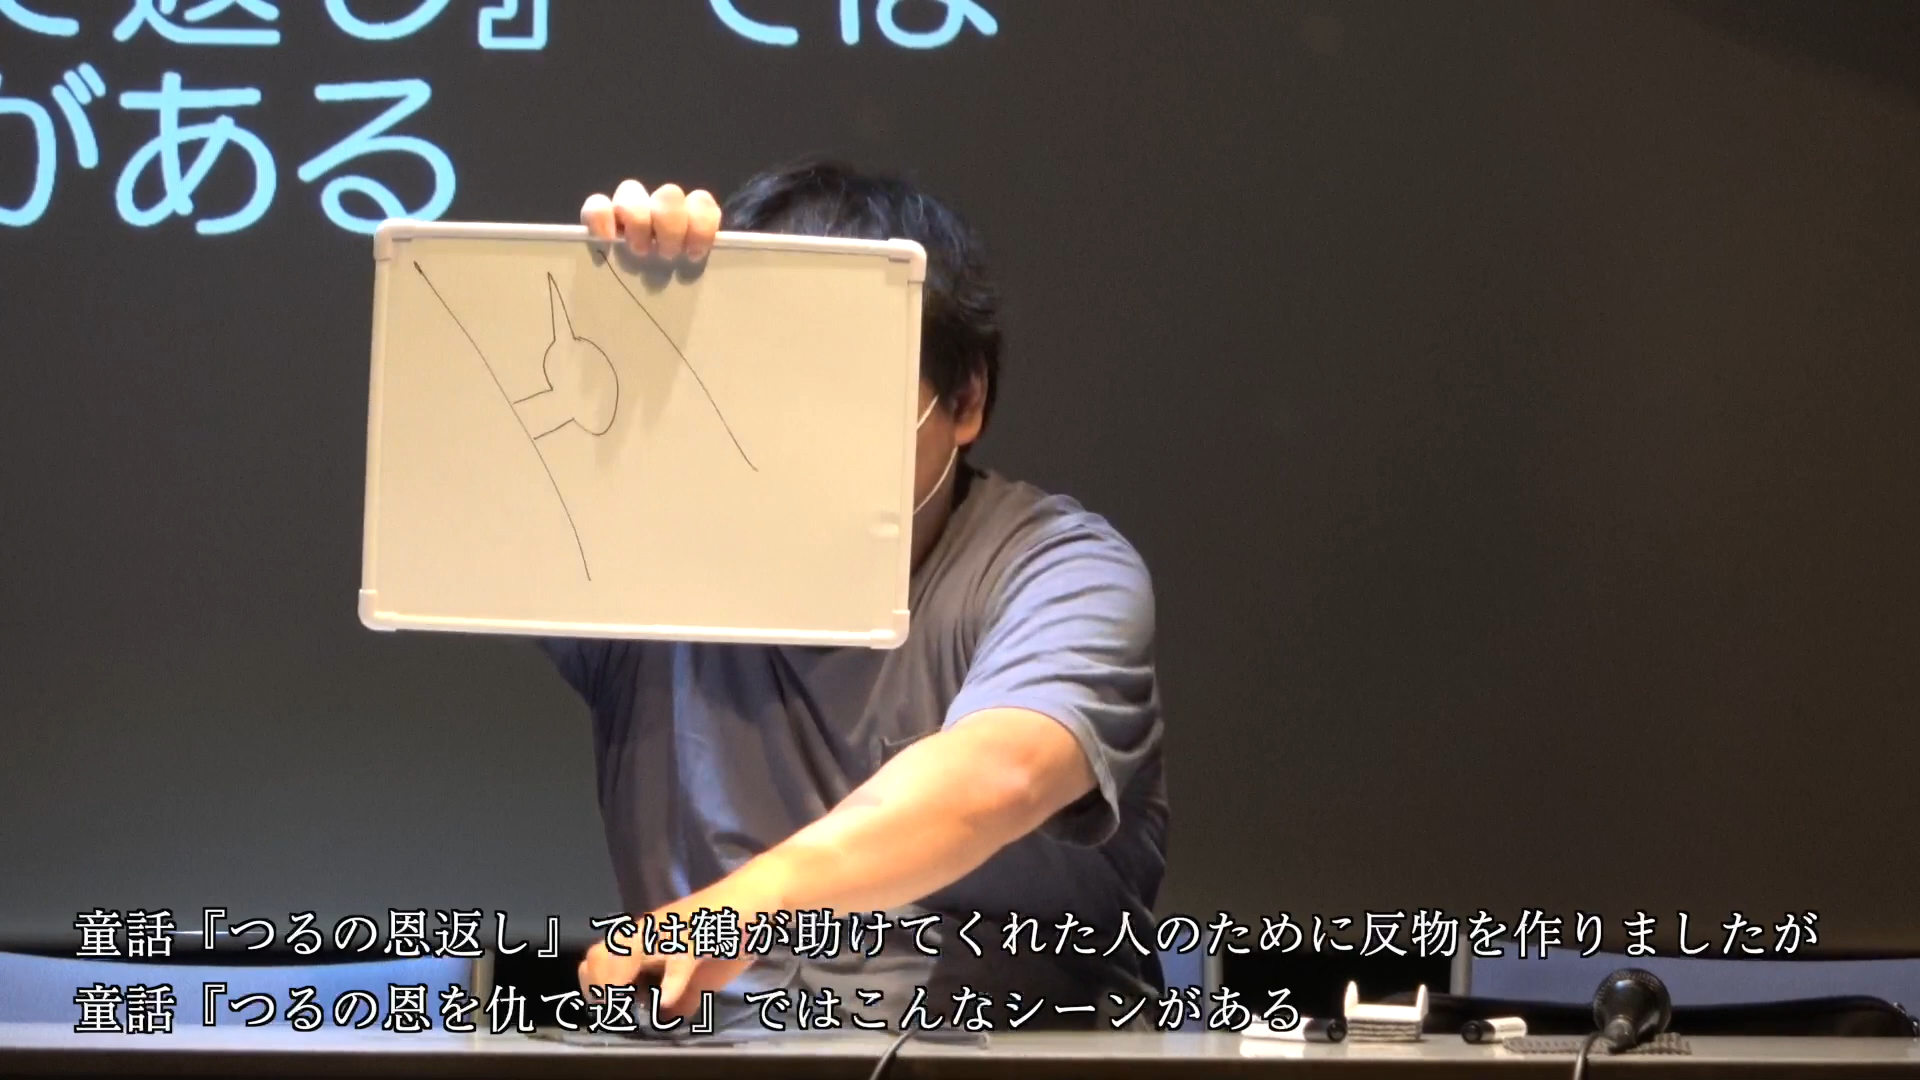 で返し』では
がある
童話『つるの恩返し』では鶴が助けてくれた人のために反物を作りましたが
童話『つるの恩を仇で返し』ではこんなシーンがある